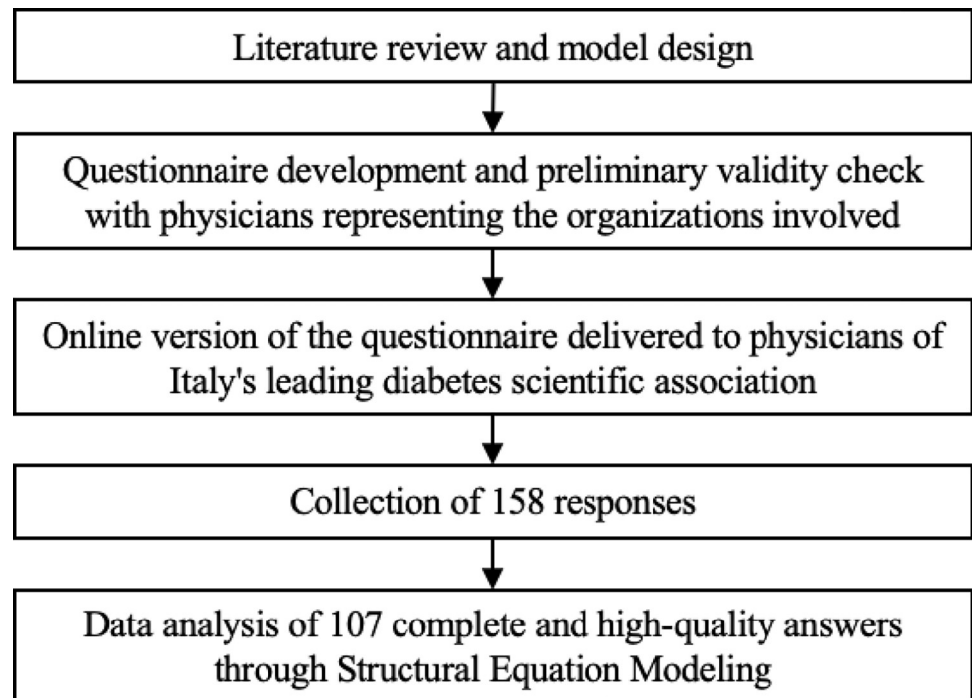 Literature review and model design
Questionnaire development and preliminary validity check
with physicians representing the organizations involved
Online version of the questionnaire delivered to physicians of
Italy's leading diabetes scientific association
Collection of 158 responses
Data analysis of 107 complete and high-quality answers
through Structural Equation Modeling